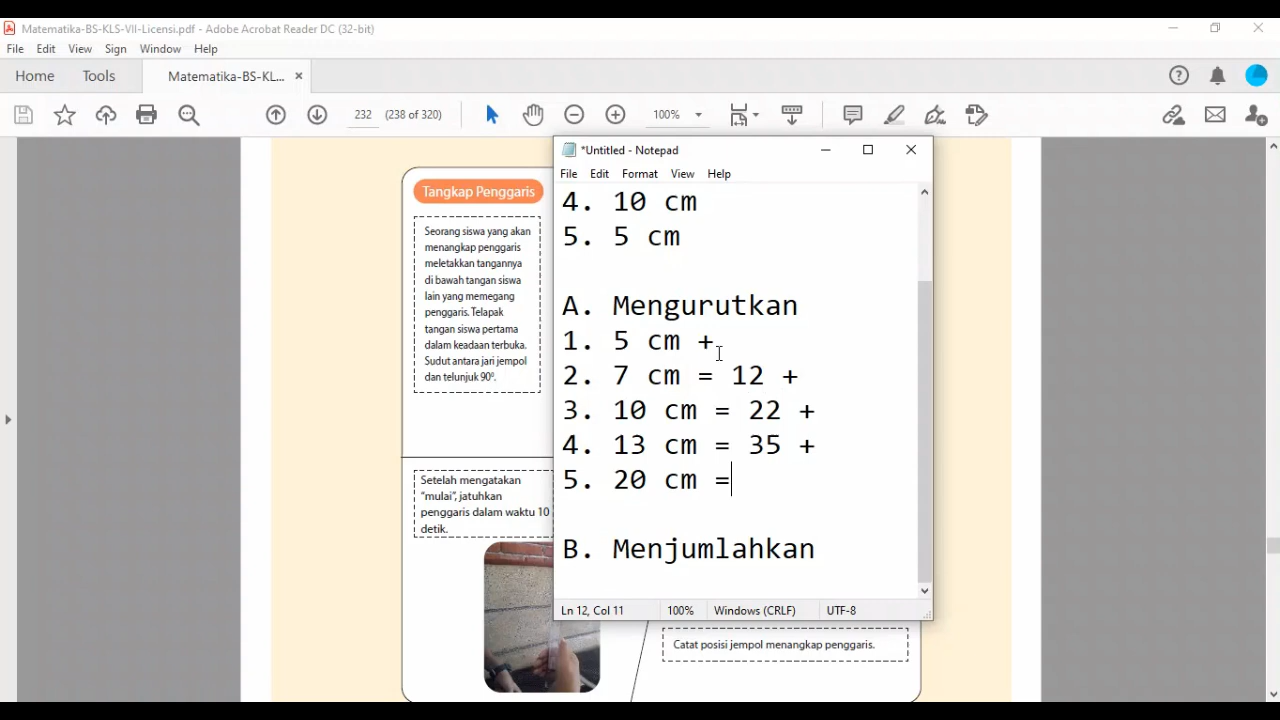 Matematika-BS-KLS-VII-Licensi.pdf - Adobe Acrobat Reader DC (32-bit)
File Edit View Sign Window Help
Home Tools Matematika-BS-KL... ×
232 (238 of 320) 100%
*Untitled - Notepad
File Edit Format View Help
4. 10 cm
5. 5 cm
A. Mengurutkan
1. 5 cm +
2. 7 cm = 12 +
3. 10 cm = 22 +
4. 13 cm = 35 +
5. 20 cm =
B. Menjumlahkan
Ln 12, Col 11 100% Windows (CRLF) UTF-8
Tangkap Penggaris
Seorang siswa yang akan
menangkap penggaris
meletakkan tangannya
di bawah tangan siswa
lain yang memegang
penggaris. Telapak
tangan siswa pertama
dalam keadaan terbuka.
Sudut antara jari jempol
dan telunjuk 90⁰.
Setelah mengatakan
“mulai”, jatuhkan
penggaris dalam waktu 10
detik.
Catat posisi jempol menangkap penggaris.